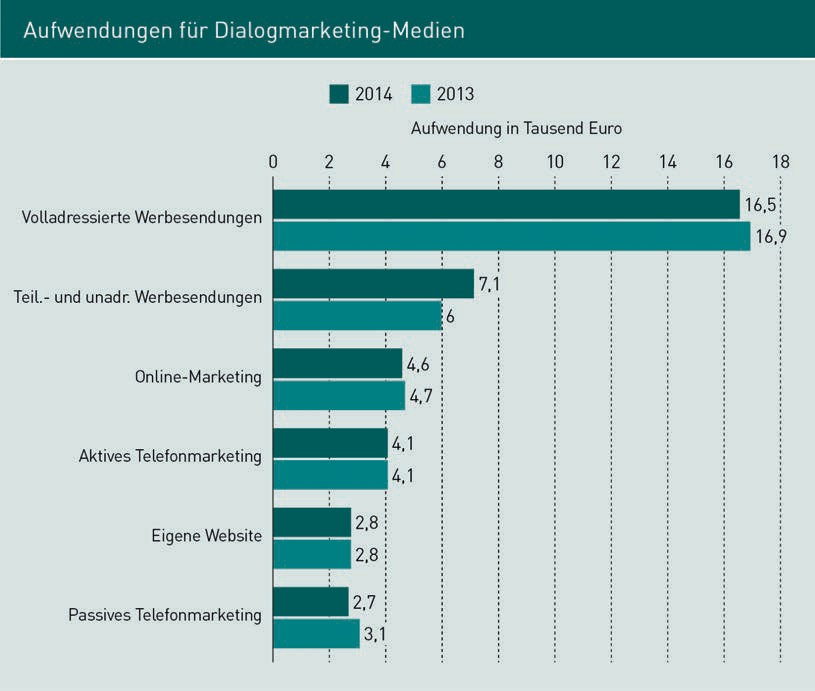 Aufwendungen für Dialogmarketing-Medien
2014 2013
Aufwendung in Tausend Euro
0 2 4 6 8 10 12 14 16 18
Volladressierte Werbesendungen
16,5
16,9
Teil.- und unadr. Werbesendungen
7,1
6
Online-Marketing
4,6
4,7
Aktives Telefonmarketing
4,1
4,1
Eigene Website
2,8
2,8
Passives Telefonmarketing
2,7
3,1